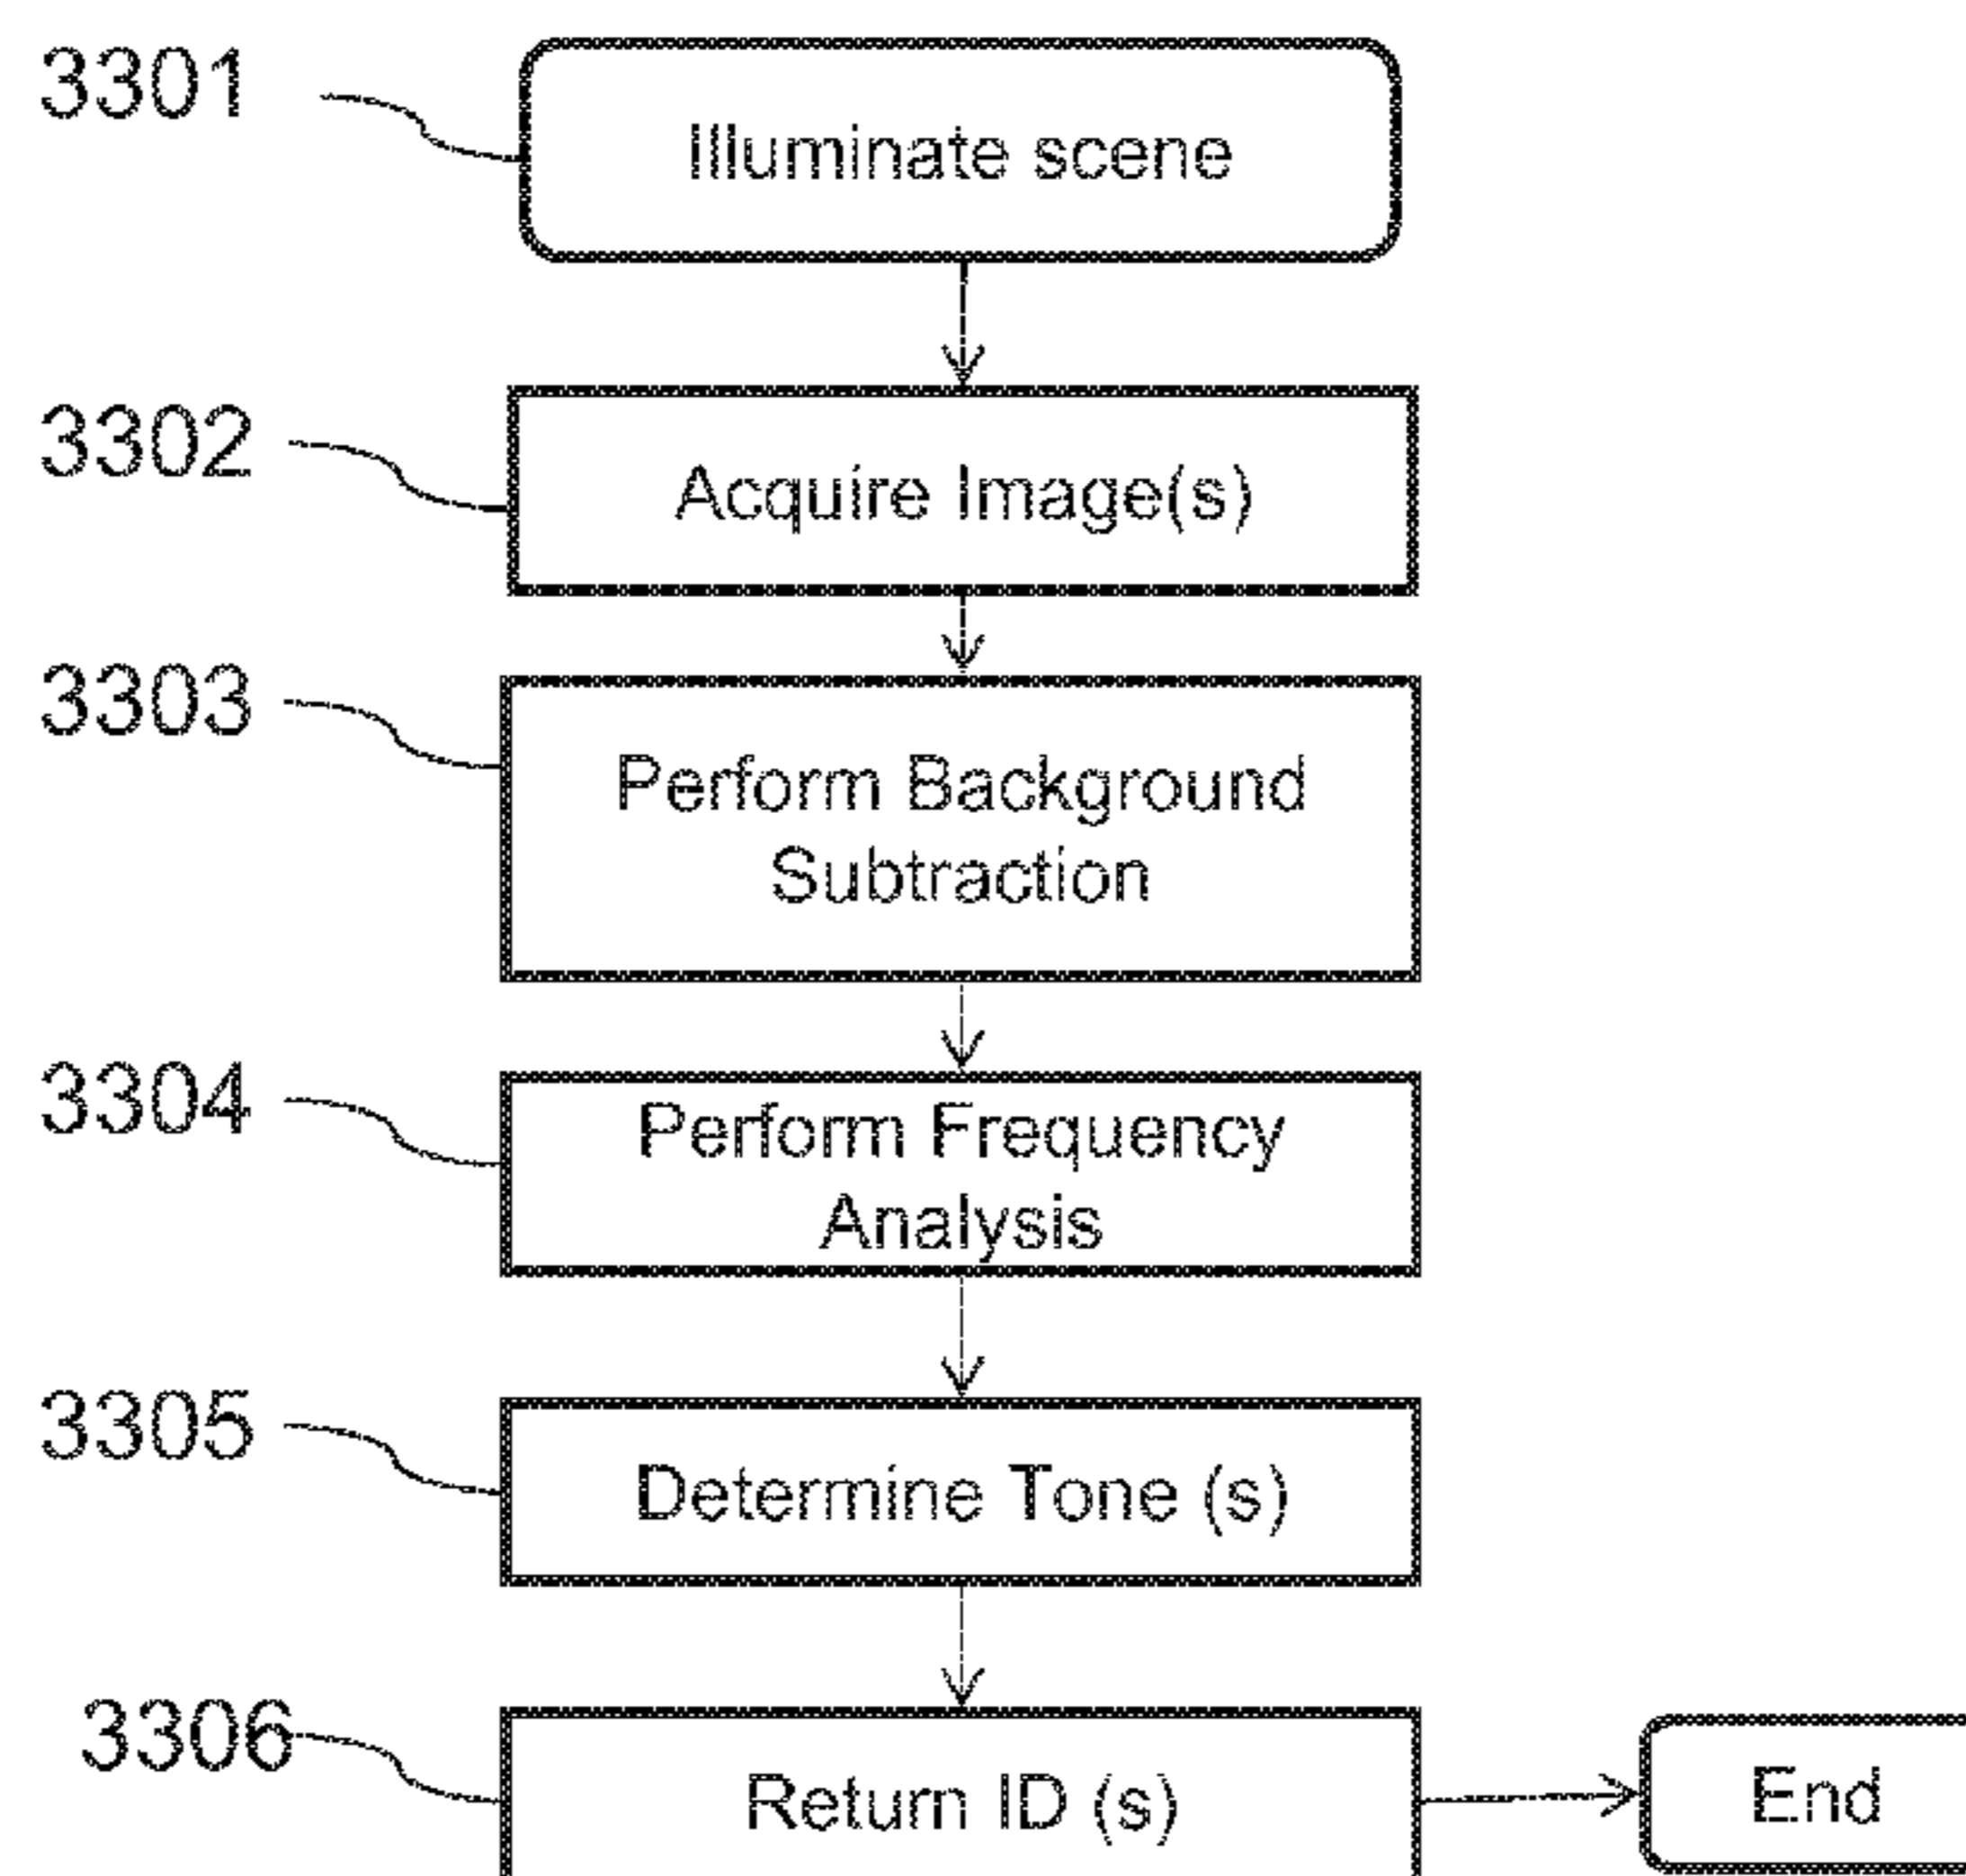 3301
Illuminate scene
3302
Acquire Image(s)
3303
Perform Background
Subtraction
3304
Perform Frequency
Analysis
3305
Determine Tone (s)
3306
Return ID (s)
End